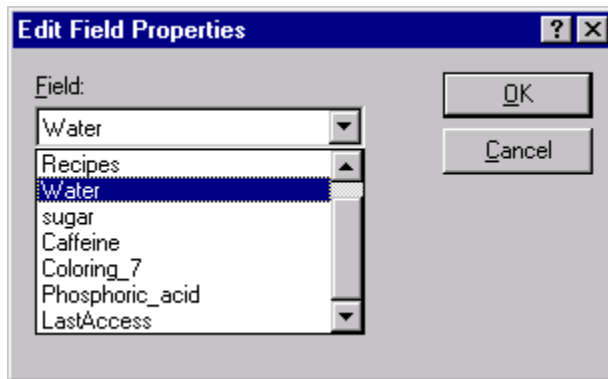 Edit Field Properties
Field:
OK
Water
Cancel
Recipes
Water
sugar
Caffeine
Coloring_7
Phosphoric_acid
LastAccess